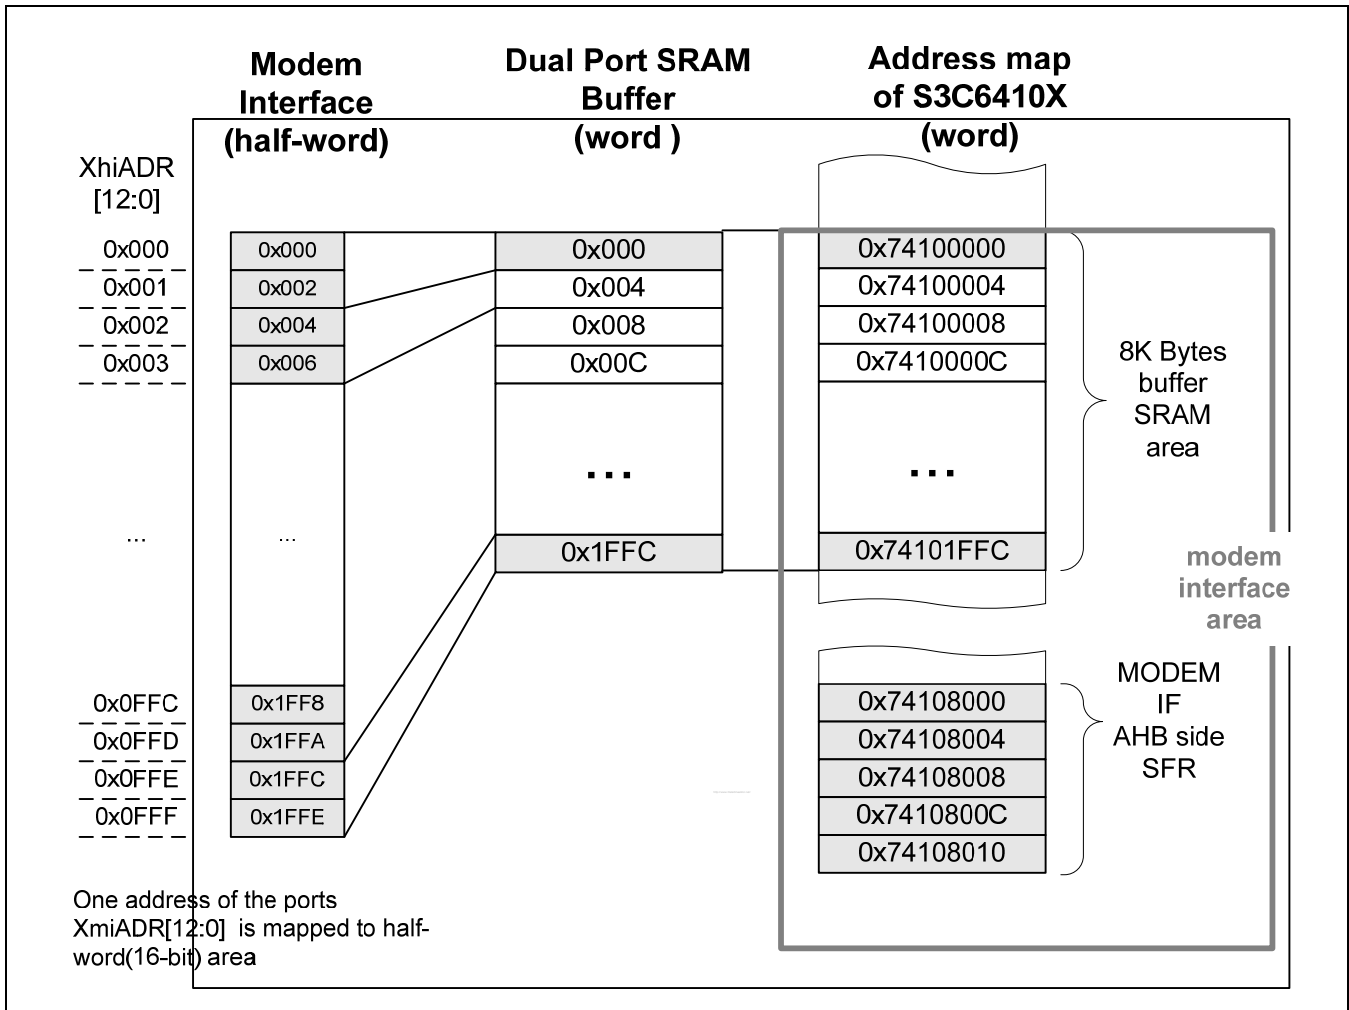 Modem
Interface
(half-word)
Dual Port SRAM
Buffer
(word )
Address map
of S3C6410X
(word)
XhiADR
[12:0]
0x000
0x001
0x002
0x003
...
0x0FFC
0x0FFD
0x0FFE
0x0FFF
0x000
0x002
0x004
0x006
...
0x1FF8
0x1FFA
0x1FFC
0x1FFE
0x000
0x004
0x008
0x00C
...
0x1FFC
0x74100000
0x74100004
0x74100008
0x7410000C
...
0x74101FFC
0x74108000
0x74108004
0x74108008
0x7410800C
0x74108010
8K Bytes
buffer
SRAM
area
modem
interface
area
MODEM
IF
AHB side
SFR
One address of the ports
XmiADR[12:0]  is mapped to half-
word(16-bit) area